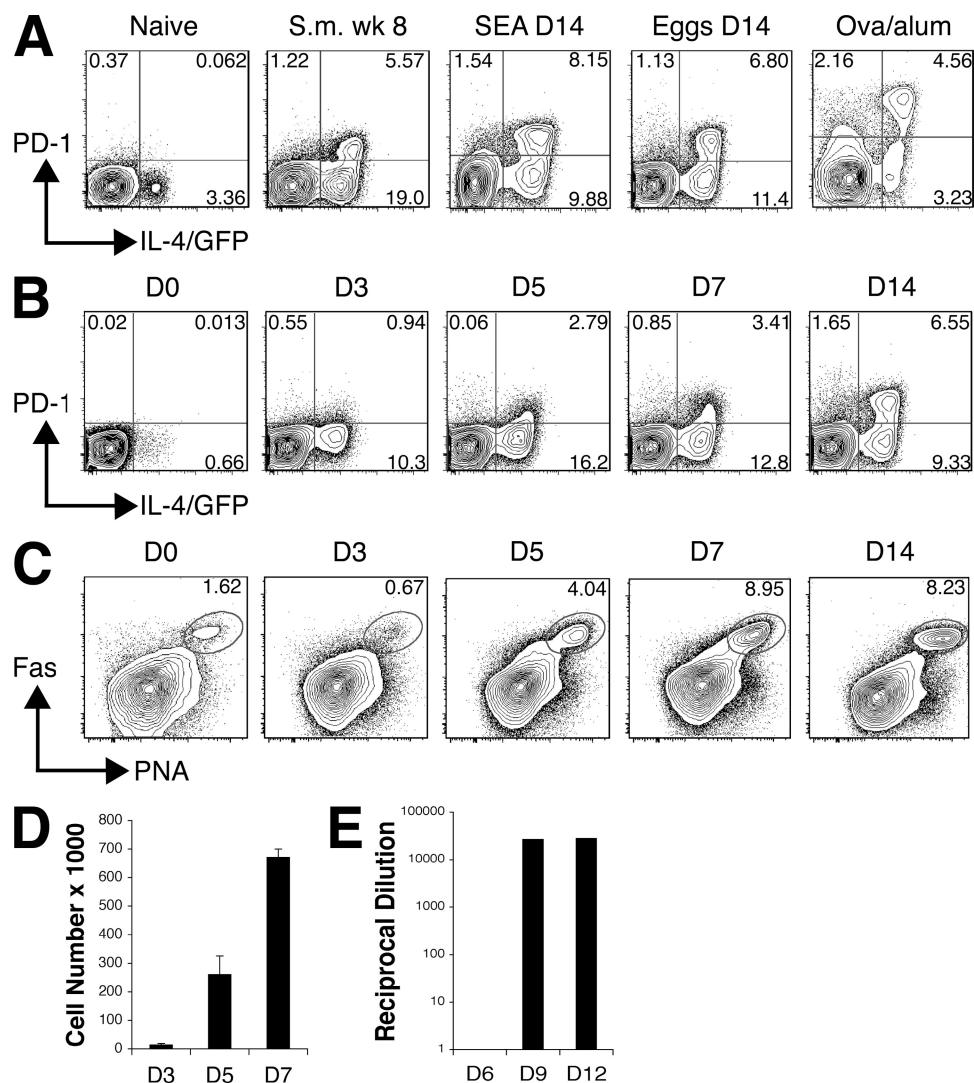 A
Naive S.m. wk 8 SEA D14 Eggs D14 Ova/alum
0.37 0.062 1.22 5.57 1.54 8.15 1.13 6.80 2.16 4.56
PD-1
3.36 19.0 9.88 11.4 3.23
IL-4/GFP
B
D0 D3 D5 D7 D14
0.02 0.013 0.55 0.94 0.06 2.79 0.85 3.41 1.65 6.55
PD-1
0.66 10.3 16.2 12.8 9.33
IL-4/GFP
C
D0 D3 D5 D7 D14
1.62 0.67 4.04 8.95 8.23
Fas
PNA
D
Cell Number x 1000
800
700
600
500
400
300
200
100
0
D3 D5 D7
E
Reciprocal Dilution
100000
10000
1000
100
10
1
D6 D9 D12